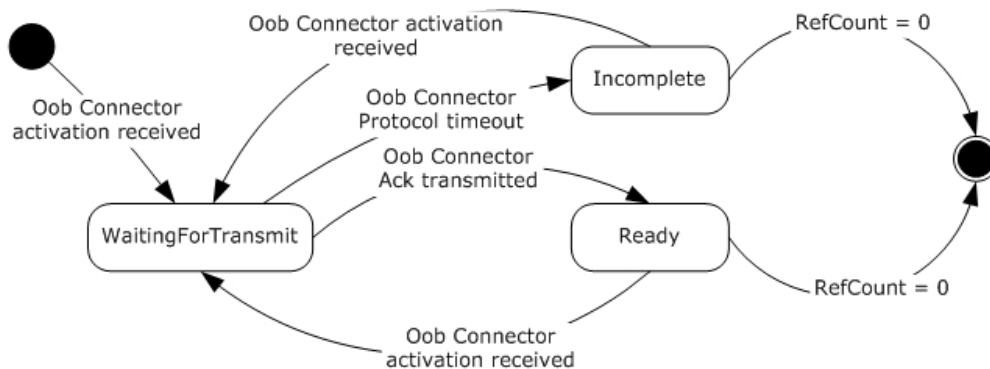 Oob Connector activation
received
RefCount = 0
Incomplete
Oob Connector
activation received
Oob Connector
Protocol timeout
Oob Connector
Ack transmitted
WaitingForTransmit
Ready
RefCount = 0
Oob Connector
activation received